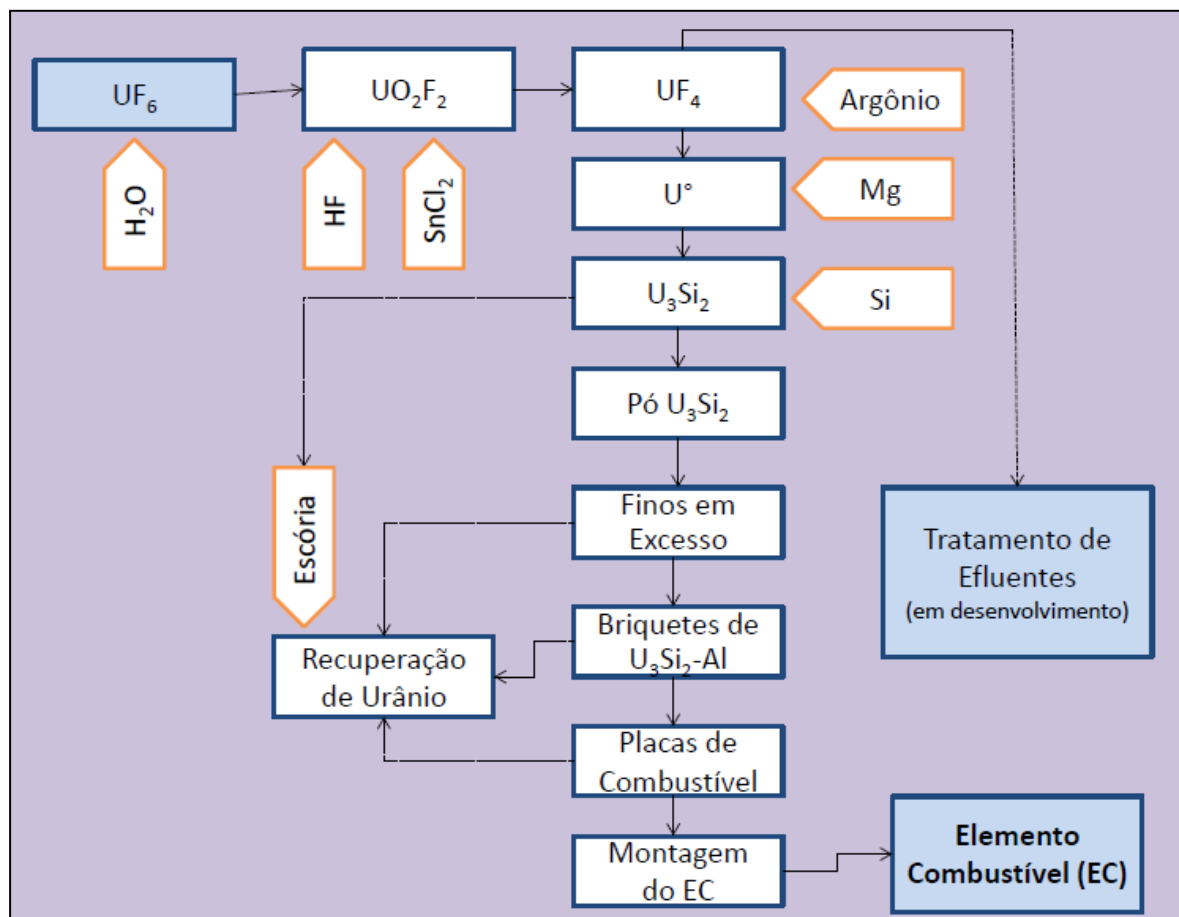 UF₆
UO₂F₂
UF₄
Argônio
H₂O
HF
SnCl₂
U°
Mg
U₃Si₂
Si
Pó U₃Si₂
Escória
Finos em
Excesso
Tratamento de
Efluentes
(em desenvolvimento)
Briquetes de
U₃Si₂-Al
Recuperação
de Urânio
Placas de
Combustível
Montagem
do EC
Elemento
Combustível (EC)